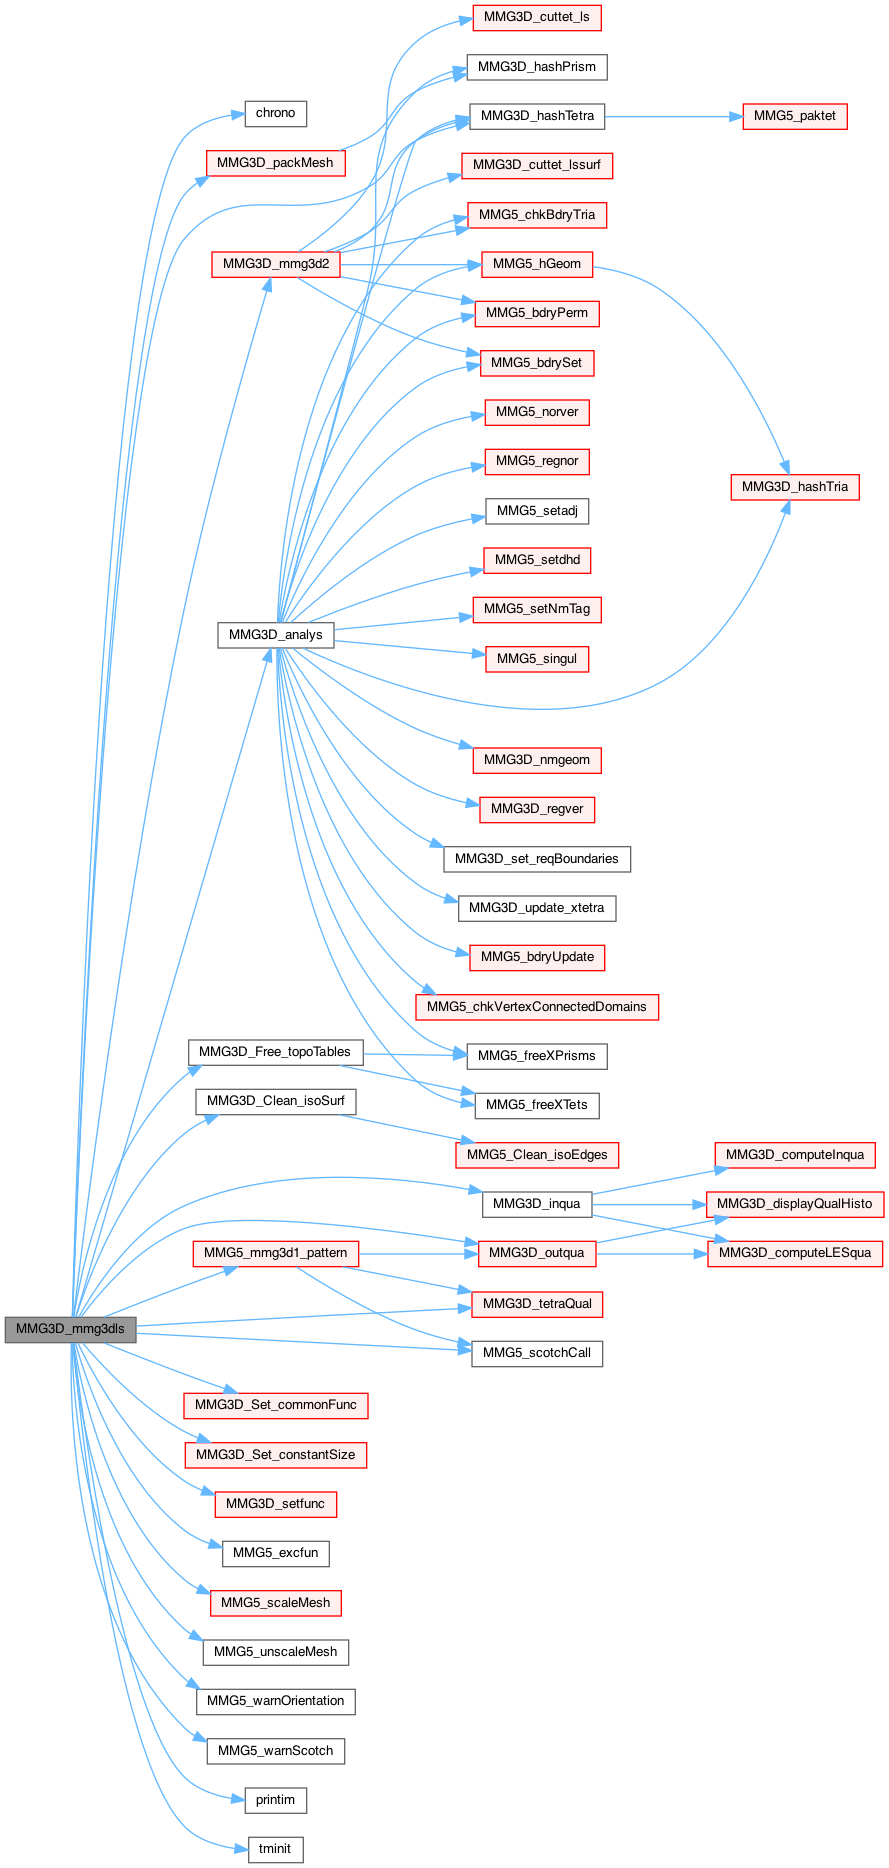 MMG3D_cuttet_ls
MMG3D_hashPrism
chrono
MMG3D_hashTetra
MMG5_paktet
MMG3D_packMesh
MMG3D_cuttet_lssurf
MMG5_chkBdryTria
MMG3D_mmg3d2
MMG5_hGeom
MMG5_bdryPerm
MMG5_bdrySet
MMG5_norver
MMG5_regnor
MMG3D_hashTria
MMG5_setadj
MMG5_setdhd
MMG5_setNmTag
MMG3D_analys
MMG5_singul
MMG3D_nmgeom
MMG3D_regver
MMG3D_set_reqBoundaries
MMG3D_update_xtetra
MMG5_bdryUpdate
MMG5_chkVertexConnectedDomains
MMG3D_Free_topoTables
MMG5_freeXPrisms
MMG3D_Clean_isoSurf
MMG5_freeXTets
MMG5_Clean_isoEdges
MMG3D_computeInqua
MMG3D_inqua
MMG3D_displayQualHisto
MMG5_mmg3d1_pattern
MMG3D_outqua
MMG3D_computeLESqua
MMG3D_tetraQual
MMG3D_mmg3dls
MMG5_scotchCall
MMG3D_Set_commonFunc
MMG3D_Set_constantSize
MMG3D_setfunc
MMG5_excfun
MMG5_scaleMesh
MMG5_unscaleMesh
MMG5_warnOrientation
MMG5_warnScotch
printim
tminit